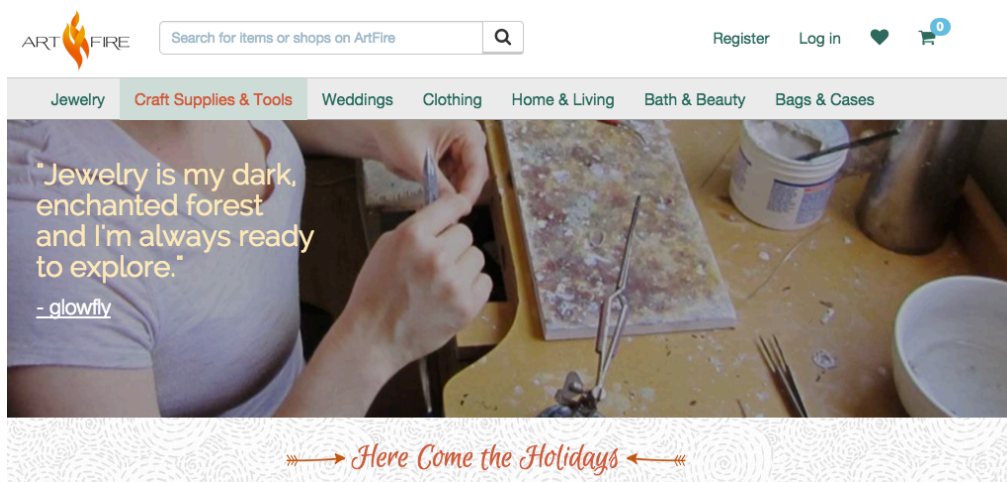 ART FIRE
Search for items or shops on ArtFire
Register
Log in
0
Jewelry
Craft Supplies & Tools
Weddings
Clothing
Home & Living
Bath & Beauty
Bags & Cases
"Jewelry is my dark,
enchanted forest
and I'm always ready
to explore."
- glowfly
Here Come the Holidays